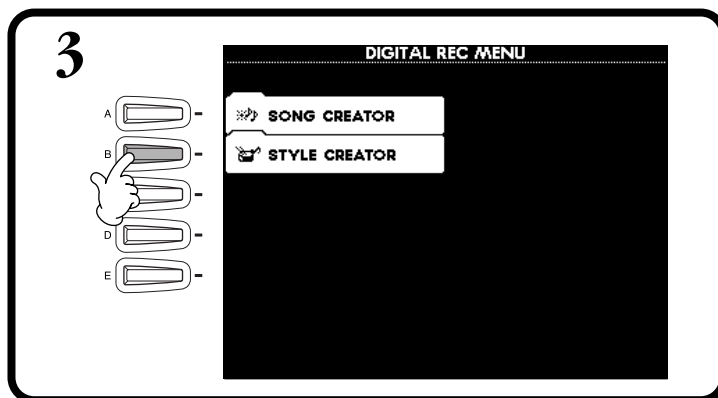 3
DIGITAL REC MENU
A
SONG CREATOR
B
STYLE CREATOR
D
E